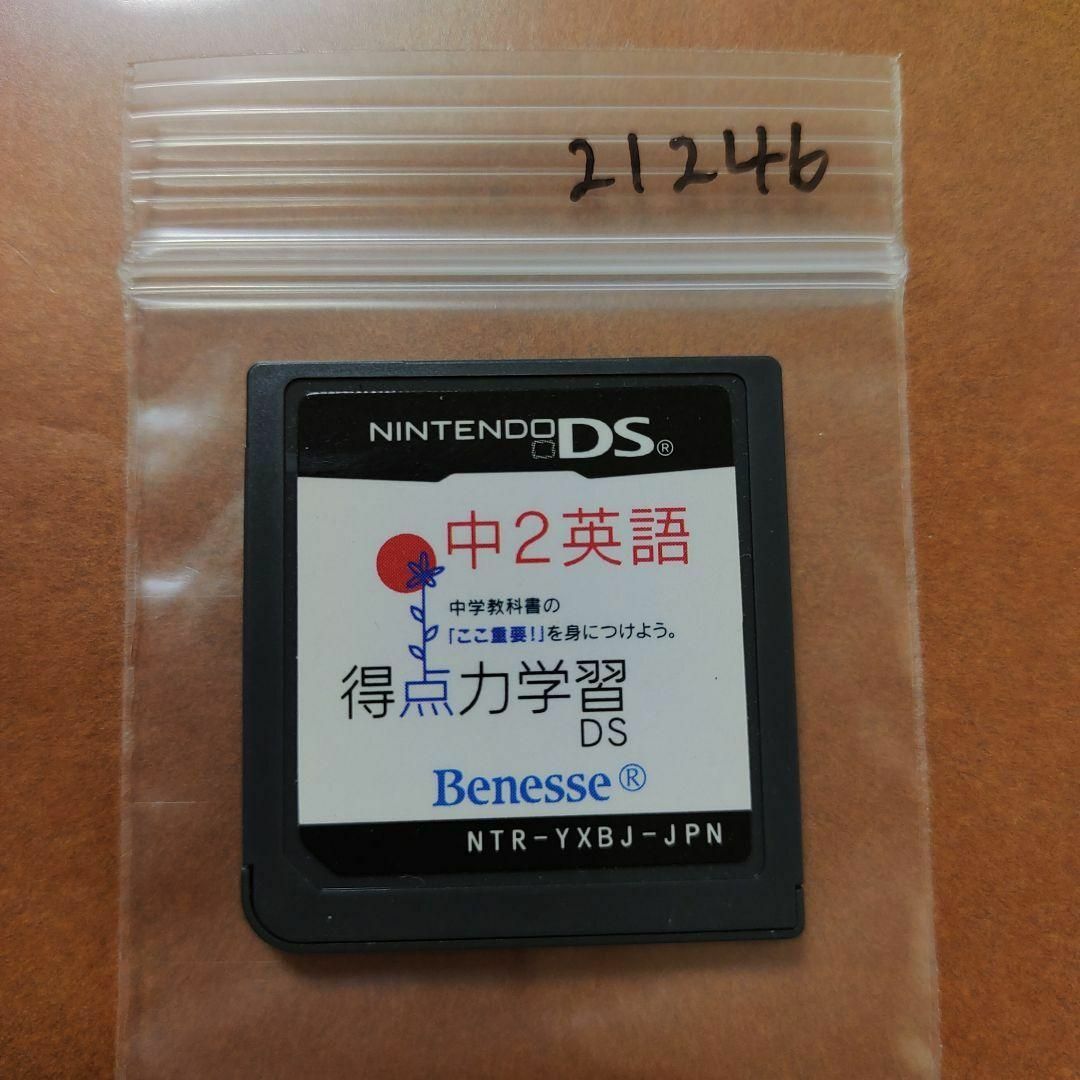 21246
NINTENDO DS®
中2英語
中学教科書の
「ここ重要!」を身につけよう。
得点力学習
DS
Benesse®
NTR-YXBJ-JPN